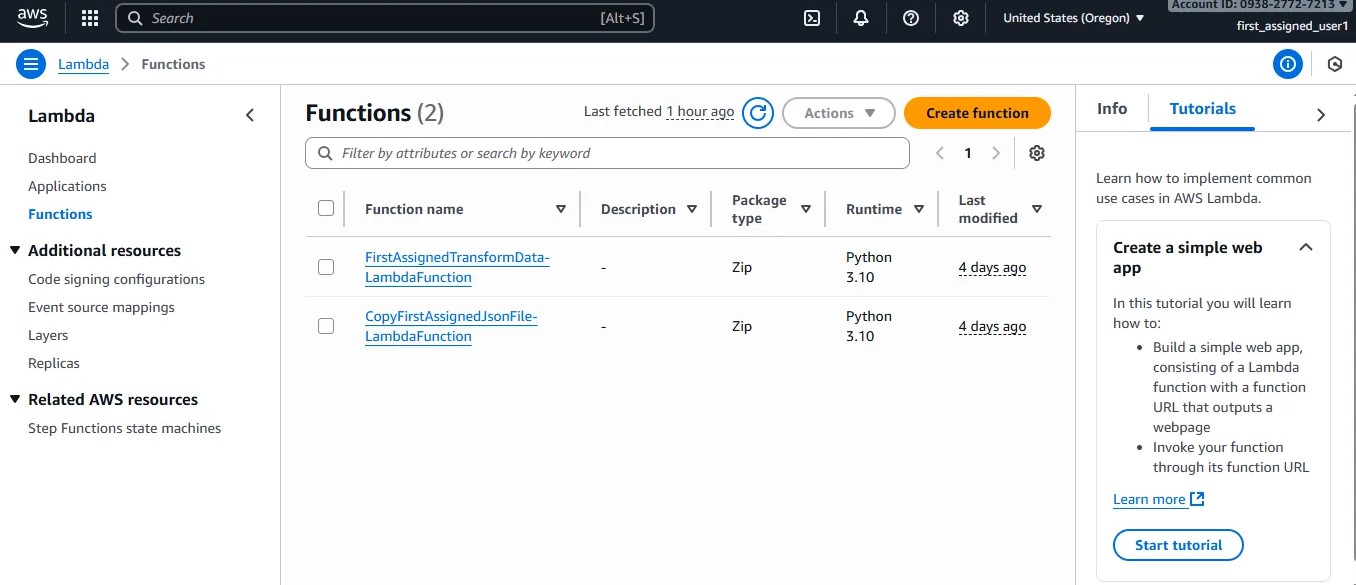 aws
Search
[Alt+S]
United States (Oregon)
Account ID: 0938-2772-7213
first_assigned_user1
Lambda
Functions
Lambda
Dashboard
Applications
Functions
Additional resources
Code signing configurations
Event source mappings
Layers
Replicas
Related AWS resources
Step Functions state machines
Functions (2)
Last fetched 1 hour ago
Actions
Create function
Filter by attributes or search by keyword
1
Function name
Description
Package
type
Runtime
Last
modified
FirstAssignedTransformData-
LambdaFunction
-
Zip
Python
3.10
4 days ago
CopyFirstAssignedJsonFile-
LambdaFunction
-
Zip
Python
3.10
4 days ago
Info
Tutorials
Learn how to implement common
use cases in AWS Lambda.
Create a simple web
app
In this tutorial you will learn
how to:
• Build a simple web app,
consisting of a Lambda
function with a function
URL that outputs a
webpage
• Invoke your function
through its function URL
Learn more
Start tutorial